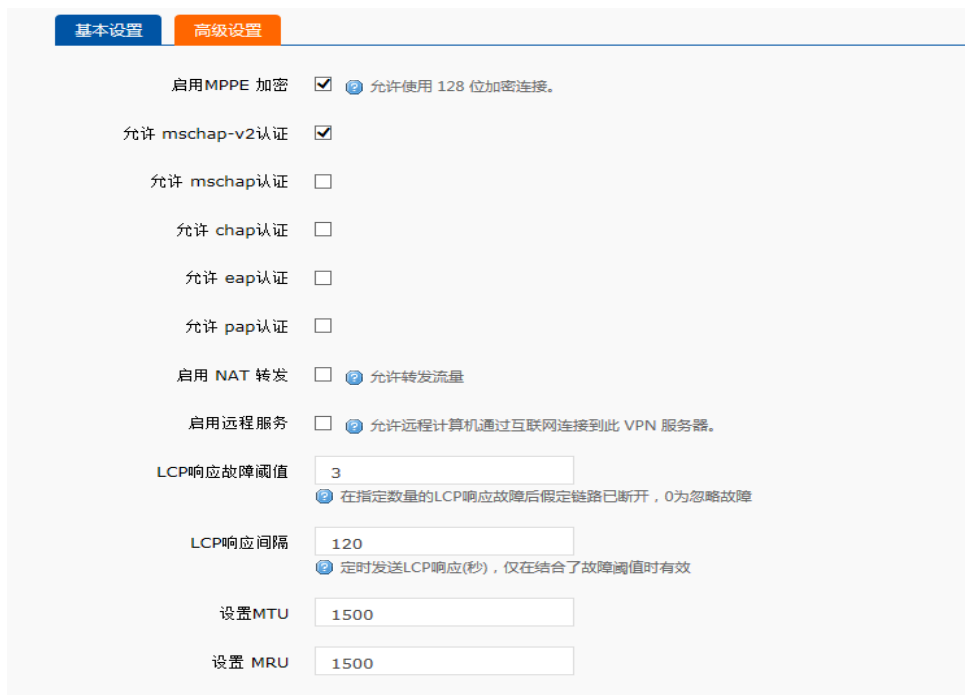 基本设置 高级设置
启用MPPE 加密 允许使用 128 位加密连接。
允许 mschap-v2认证
允许 mschap认证
允许 chap认证
允许 eap认证
允许 pap认证
启用 NAT 转发 允许转发流量
启用远程服务 允许远程计算机通过互联网连接到此 VPN 服务器。
LCP响应故障阈值 3
在指定数量的LCP响应故障后假定链路已断开，0为忽略故障
LCP响应间隔 120
定时发送LCP响应(秒)，仅在结合了故障阈值时有效
设置MTU 1500
设置 MRU 1500